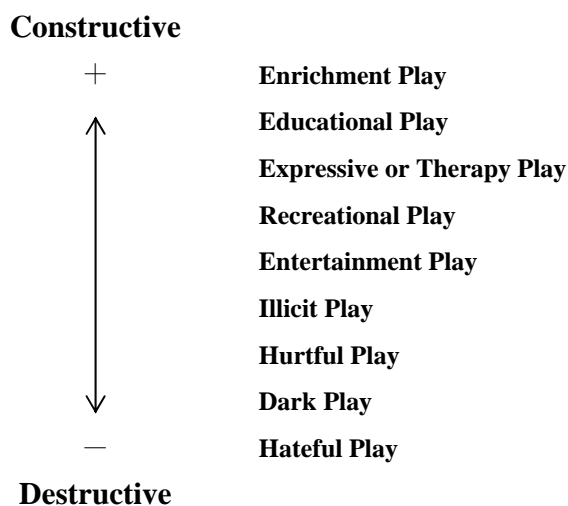 Constructive
+ Enrichment Play
Educational Play
Expressive or Therapy Play
Recreational Play
Entertainment Play
Illicit Play
Hurtful Play
Dark Play
− Hateful Play
Destructive